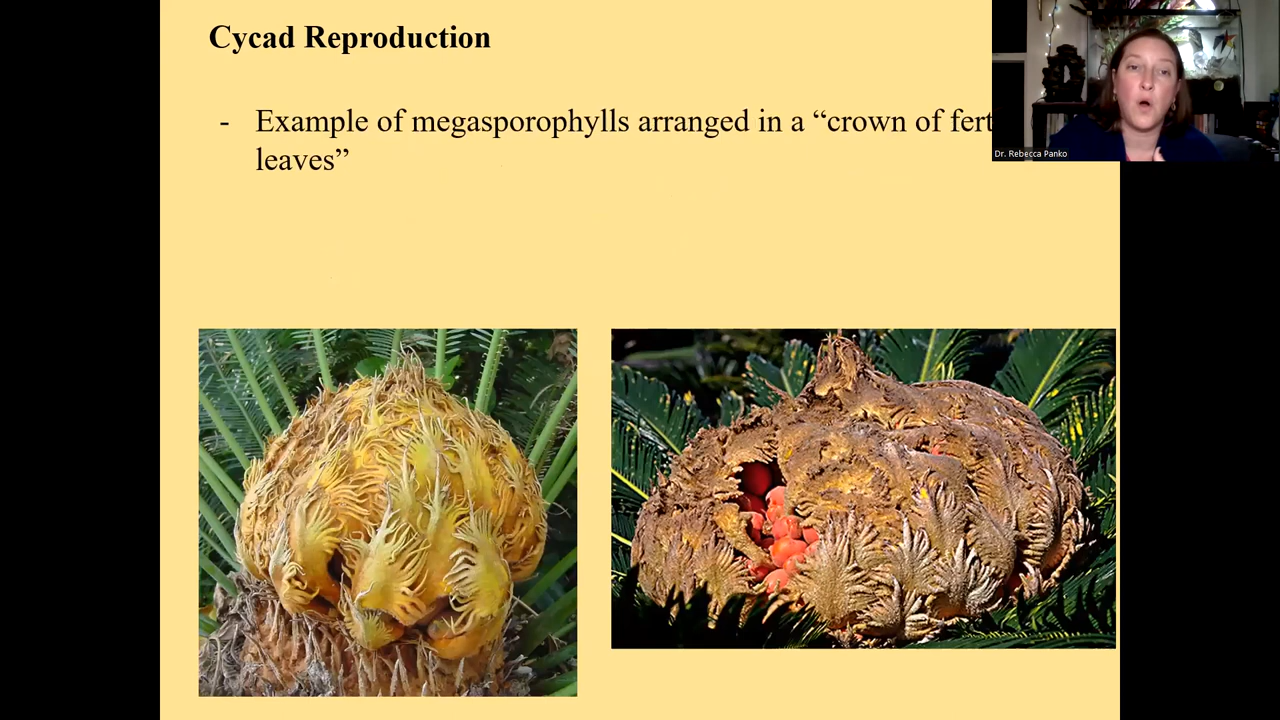 Cycad Reproduction
- Example of megasporophylls arranged in a “crown of fert
leaves”
Dr. Rebecca Panko